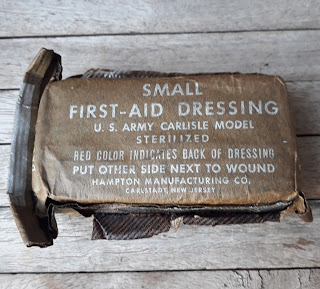 SMALL
FIRST-AID DRESSING
U. S. ARMY CARLISLE MODEL
STERILIZED
RED COLOR INDICATES BACK OF DRESSING
PUT OTHER SIDE NEXT TO WOUND
HAMPTON MANUFACTURING CO.
CARLSTADT, NEW JERSEY